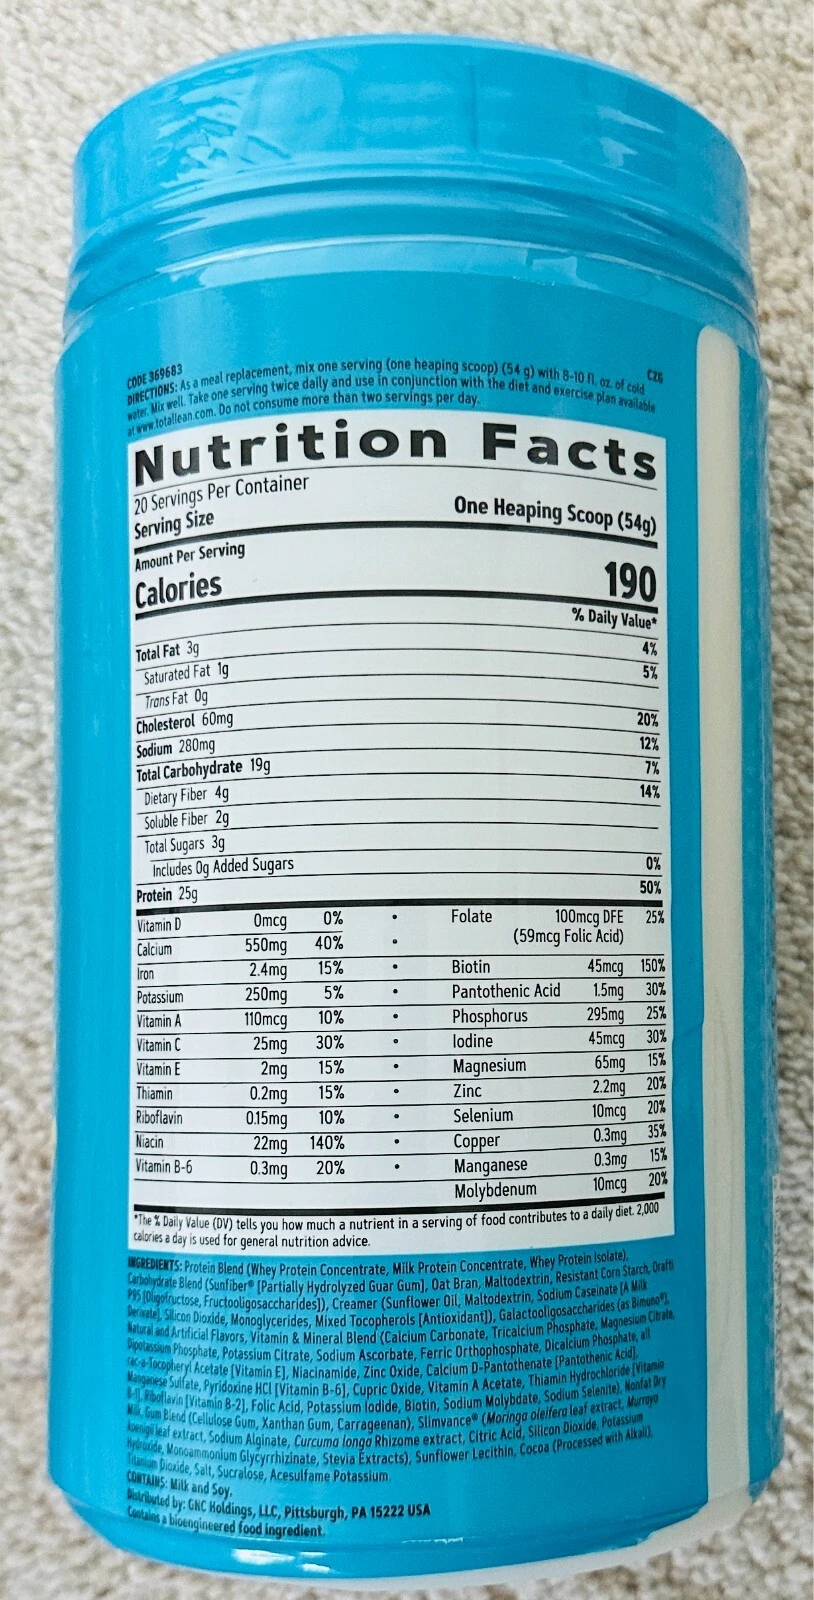 CODE 369683 CZG
DIRECTIONS: As a meal replacement, mix one serving (one heaping scoop) (54 g) with 8-10 fl. oz. of cold
water. Mix well. Take one serving twice daily and use in conjunction with the diet and exercise plan available
at www.totallean.com. Do not consume more than two servings per day.
Nutrition Facts
20 Servings Per Container
Serving Size One Heaping Scoop (54g)
Amount Per Serving
Calories 190
% Daily Value*
Total Fat 3g 4%
Saturated Fat 1g 5%
Trans Fat 0g
Cholesterol 60mg 20%
Sodium 280mg 12%
Total Carbohydrate 19g 7%
Dietary Fiber 4g 14%
Soluble Fiber 2g
Total Sugars 3g
Includes 0g Added Sugars 0%
Protein 25g 50%
Vitamin D 0mcg 0% • Folate 100mcg DFE 25%
(59mcg Folic Acid)
Calcium 550mg 40% •
Iron 2.4mg 15% • Biotin 45mcg 150%
Potassium 250mg 5% • Pantothenic Acid 1.5mg 30%
Vitamin A 110mcg 10% • Phosphorus 295mg 25%
Vitamin C 25mg 30% • Iodine 45mcg 30%
Vitamin E 2mg 15% • Magnesium 65mg 15%
Thiamin 0.2mg 15% • Zinc 2.2mg 20%
Riboflavin 0.15mg 10% • Selenium 10mcg 20%
Niacin 22mg 140% • Copper 0.3mg 35%
Vitamin B-6 0.3mg 20% • Manganese 0.3mg 15%
Molybdenum 10mcg 20%
*The % Daily Value (DV) tells you how much a nutrient in a serving of food contributes to a daily diet. 2,000
calories a day is used for general nutrition advice.
INGREDIENTS: Protein Blend (Whey Protein Concentrate, Milk Protein Concentrate, Whey Protein Isolate),
Carbohydrate Blend (Sunfiber® [Partially Hydrolyzed Guar Gum], Oat Bran, Maltodextrin, Resistant Corn Starch, Orafti
P95 [Oligofructose, Fructooligosaccharides]), Creamer (Sunflower Oil, Maltodextrin, Sodium Caseinate [A Milk
Derivate], Silicon Dioxide, Monoglycerides, Mixed Tocopherols [Antioxidant]), Galactooligosaccharides (as Bimuno®),
Natural and Artificial Flavors, Vitamin & Mineral Blend (Calcium Carbonate, Tricalcium Phosphate, Magnesium Citrate,
Dipotassium Phosphate, Potassium Citrate, Sodium Ascorbate, Ferric Orthophosphate, Dicalcium Phosphate, all
rac-a-Tocopheryl Acetate [Vitamin E], Niacinamide, Zinc Oxide, Calcium D-Pantothenate [Pantothenic Acid],
Manganese Sulfate, Pyridoxine HCl [Vitamin B-6], Cupric Oxide, Vitamin A Acetate, Thiamin Hydrochloride [Vitamin
B-1], Riboflavin [Vitamin B-2], Folic Acid, Potassium Iodide, Biotin, Sodium Molybdate, Sodium Selenite), Nonfat Dry
Milk, Gum Blend (Cellulose Gum, Xanthan Gum, Carrageenan), Slimvance® (Moringa oleifera leaf extract, Murraya
koenigii leaf extract, Sodium Alginate, Curcuma longa Rhizome extract, Citric Acid, Silicon Dioxide, Potassium
Hydroxide, Monoammonium Glycyrrhizinate, Stevia Extracts), Sunflower Lecithin, Cocoa (Processed with Alkali),
Titanium Dioxide, Salt, Sucralose, Acesulfame Potassium.
CONTAINS: Milk and Soy.
Distributed by: GNC Holdings, LLC, Pittsburgh, PA 15222 USA
Contains a bioengineered food ingredient.